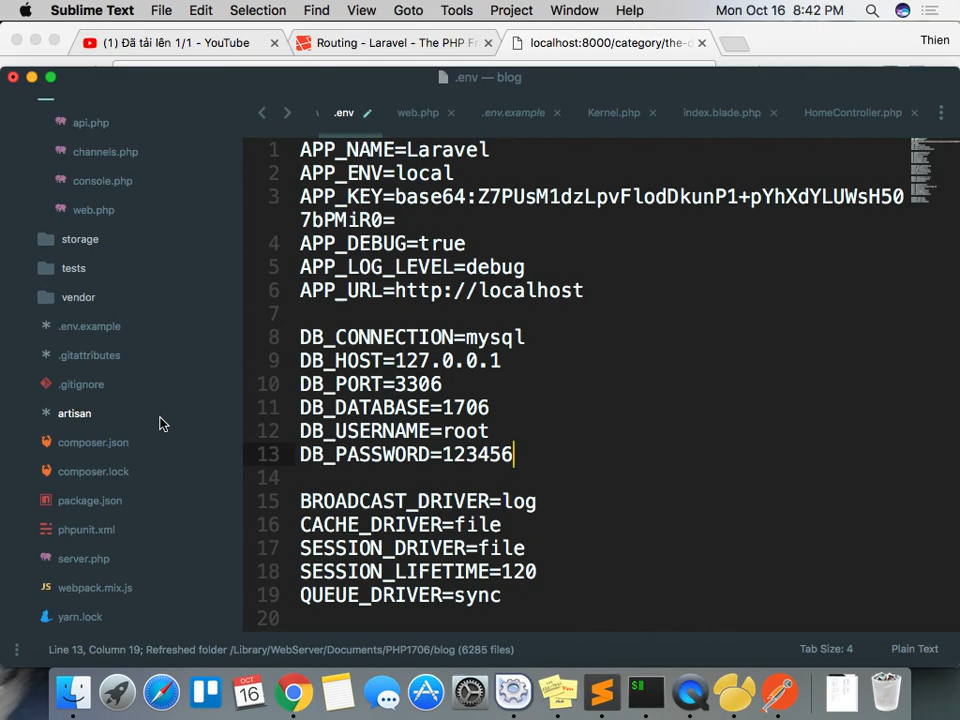 Sublime Text File Edit Selection Find View Goto Tools Project Window Help Mon Oct 16 8:42 PM
(1) Đã tải lên 1/1 - YouTube × Routing - Laravel - The PHP F × localhost:8000/category/the- × Thien
.env — blog
.env web.php × .env.example × Kernel.php × index.blade.php × HomeController.php ×
api.php
channels.php
console.php
web.php
storage
tests
vendor
.env.example
.gitattributes
.gitignore
artisan
composer.json
composer.lock
package.json
phpunit.xml
server.php
JS webpack.mix.js
yarn.lock
1 APP_NAME=Laravel
2 APP_ENV=local
3 APP_KEY=base64:Z7PUsM1dzLpvFlodDkunP1+pYhXdYLUWsH50
7bPMiR0=
4 APP_DEBUG=true
5 APP_LOG_LEVEL=debug
6 APP_URL=http://localhost
7
8 DB_CONNECTION=mysql
9 DB_HOST=127.0.0.1
10 DB_PORT=3306
11 DB_DATABASE=1706
12 DB_USERNAME=root
13 DB_PASSWORD=123456
14
15 BROADCAST_DRIVER=log
16 CACHE_DRIVER=file
17 SESSION_DRIVER=file
18 SESSION_LIFETIME=120
19 QUEUE_DRIVER=sync
20
Line 13, Column 19; Refreshed folder /Library/WebServer/Documents/PHP1706/blog (6285 files) Tab Size: 4 Plain Text
OCT
16